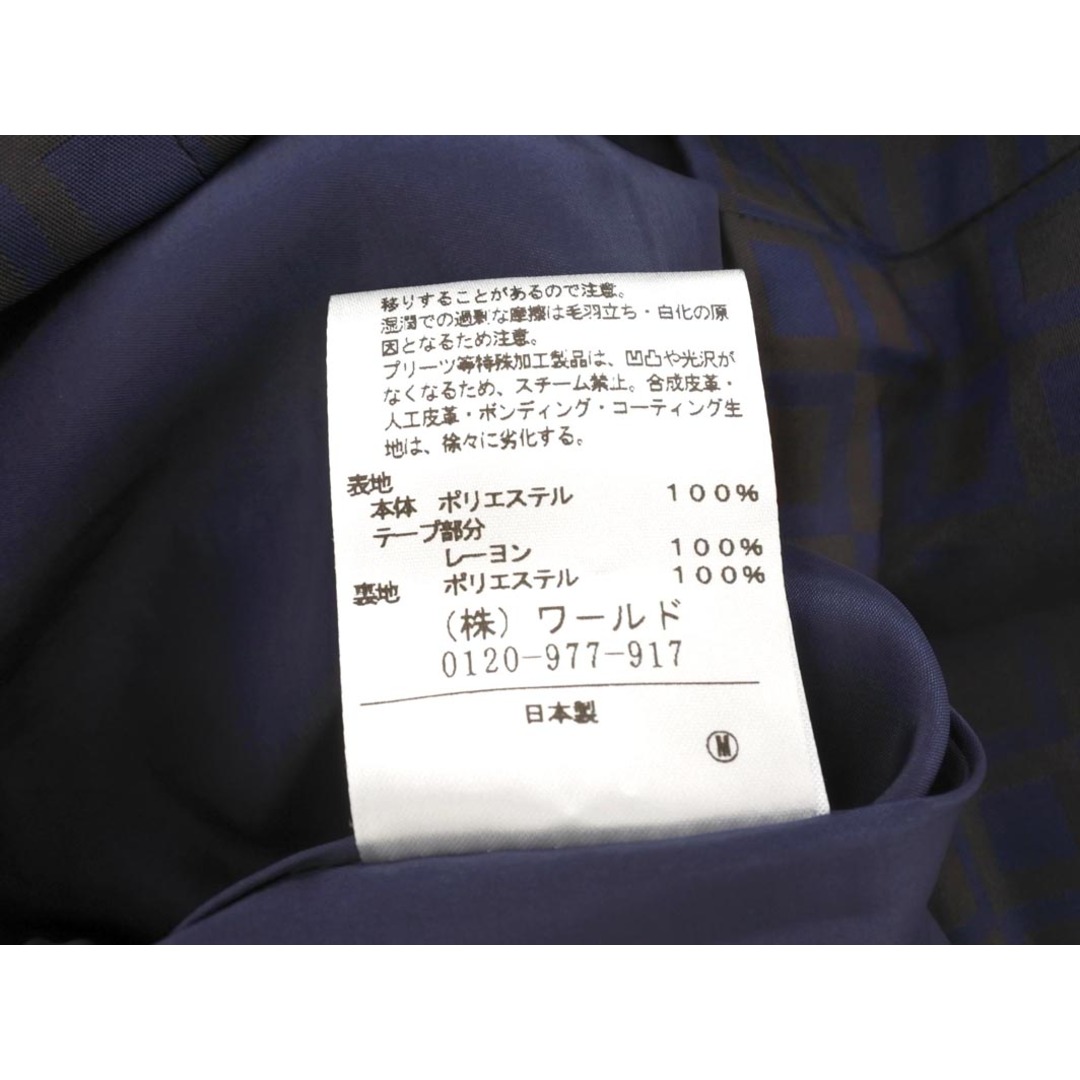 移りすることがあるので注意。
湿潤での過剰な摩擦は毛羽立ち・白化の原
因となるため注意。
プリーツ等特殊加工製品は、凹凸や光沢が
なくなるため、スチーム禁止。合成皮革・
人工皮革・ボンディング・コーティング生
地は、徐々に劣化する。
表地
本体 ポリエステル 100%
テープ部分
レーヨン 100%
裏地 ポリエステル 100%
(株) ワールド
0120-977-917
日本製
Ⓜ